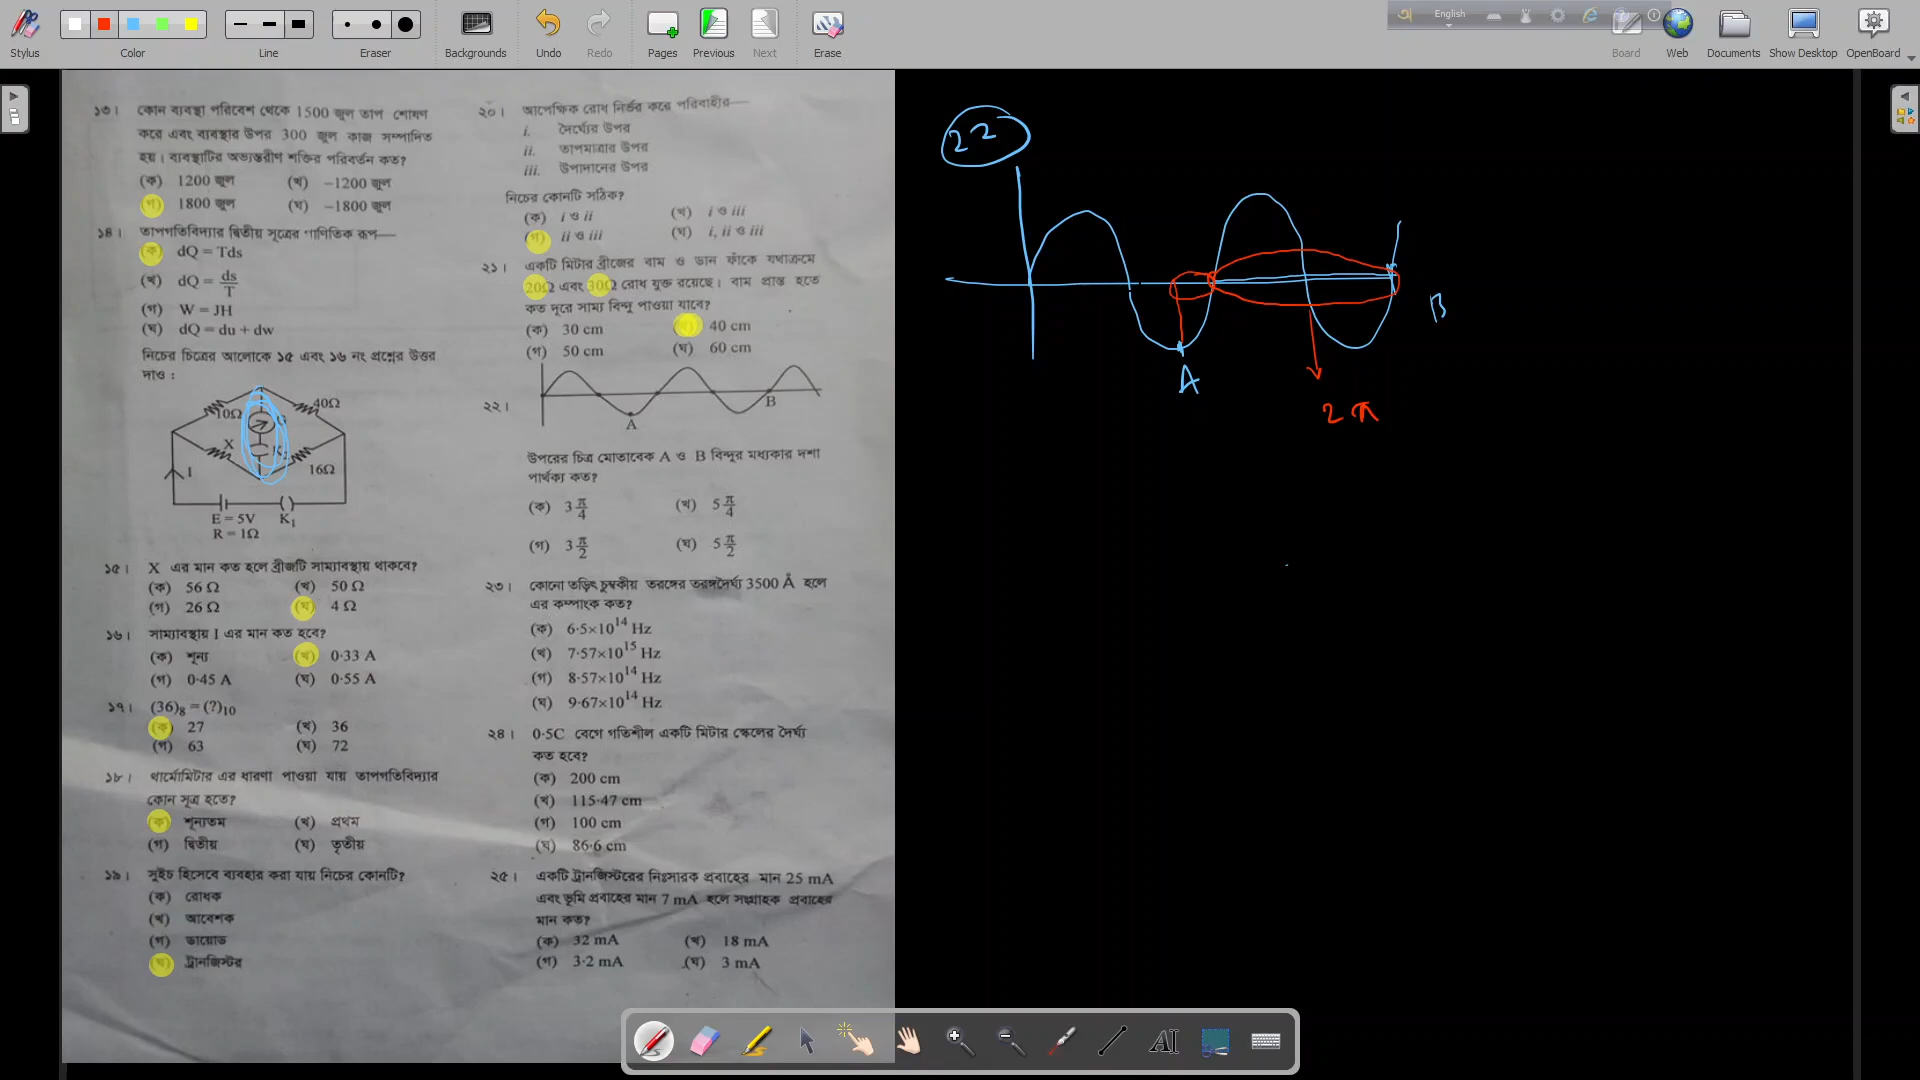 English
Stylus
Color
Line
Eraser
Backgrounds
Undo
Redo
Pages
Previous
Next
Erase
Board
Web
Documents
Show Desktop
OpenBoard
১৩। কোন ব্যবস্থা পরিবেশ থেকে 1500 জুল তাপ শোষণ
করে এবং ব্যবস্থার উপর 300 জুল কাজ সম্পাদিত
হয়। ব্যবস্থাটির অভ্যন্তরীণ শক্তির পরিবর্তন কত?
(ক) 1200 জুল (খ) −1200 জুল
(গ) 1800 জুল (ঘ) −1800 জুল
১৪। তাপগতিবিদ্যার দ্বিতীয় সূত্রের গাণিতিক রূপ—
(ক) dQ = Tds
(খ) dQ = ds/T
(গ) W = JH
(ঘ) dQ = du + dw
নিচের চিত্রের আলোকে ১৫ এবং ১৬ নং প্রশ্নের উত্তর
দাও :
10Ω 40Ω
X 16Ω
I
E = 5V K1
R = 1Ω
১৫। X এর মান কত হলে ব্রীজটি সাম্যাবস্থায় থাকবে?
(ক) 56 Ω (খ) 50 Ω
(গ) 26 Ω (ঘ) 4 Ω
১৬। সাম্যাবস্থায় I এর মান কত হবে?
(ক) শূন্য (খ) 0·33 A
(গ) 0·45 A (ঘ) 0·55 A
১৭। (36)8 = (?)10
(ক) 27 (খ) 36
(গ) 63 (ঘ) 72
১৮। থার্মোমিটার এর ধারণা পাওয়া যায় তাপগতিবিদ্যার
কোন সূত্র হতে?
(ক) শূন্যতম (খ) প্রথম
(গ) দ্বিতীয় (ঘ) তৃতীয়
১৯। সুইচ হিসেবে ব্যবহার করা যায় নিচের কোনটি?
(ক) রোধক
(খ) আবেশক
(গ) ডায়োড
(ঘ) ট্রানজিস্টর
২০। আপেক্ষিক রোধ নির্ভর করে পরিবাহীর—
i. দৈর্ঘ্যের উপর
ii. তাপমাত্রার উপর
iii. উপাদানের উপর
নিচের কোনটি সঠিক?
(ক) i ও ii (খ) i ও iii
(গ) ii ও iii (ঘ) i, ii ও iii
২১। একটি মিটার ব্রীজের বাম ও ডান ফাঁকে যথাক্রমে
20Ω এবং 30Ω রোধ যুক্ত রয়েছে। বাম প্রান্ত হতে
কত দূরে সাম্য বিন্দু পাওয়া যাবে?
(ক) 30 cm (খ) 40 cm
(গ) 50 cm (ঘ) 60 cm
২২।
A B
উপরের চিত্র মোতাবেক A ও B বিন্দুর মধ্যকার দশা
পার্থক্য কত?
(ক) 3 π/4 (খ) 5 π/4
(গ) 3 π/2 (ঘ) 5 π/2
২৩। কোনো তড়িৎ চুম্বকীয় তরঙ্গের তরঙ্গদৈর্ঘ্য 3500 Å হলে
এর কম্পাংক কত?
(ক) 6·5×10^14 Hz
(খ) 7·57×10^15 Hz
(গ) 8·57×10^14 Hz
(ঘ) 9·67×10^14 Hz
২৪। 0·5C বেগে গতিশীল একটি মিটার স্কেলের দৈর্ঘ্য
কত হবে?
(ক) 200 cm
(খ) 115·47 cm
(গ) 100 cm
(ঘ) 86·6 cm
২৫। একটি ট্রানজিস্টরের নিঃসারক প্রবাহের মান 25 mA
এবং ভূমি প্রবাহের মান 7 mA হলে সংগ্রাহক প্রবাহের
মান কত?
(ক) 32 mA (খ) 18 mA
(গ) 3·2 mA (ঘ) 3 mA
22
A
B
2π